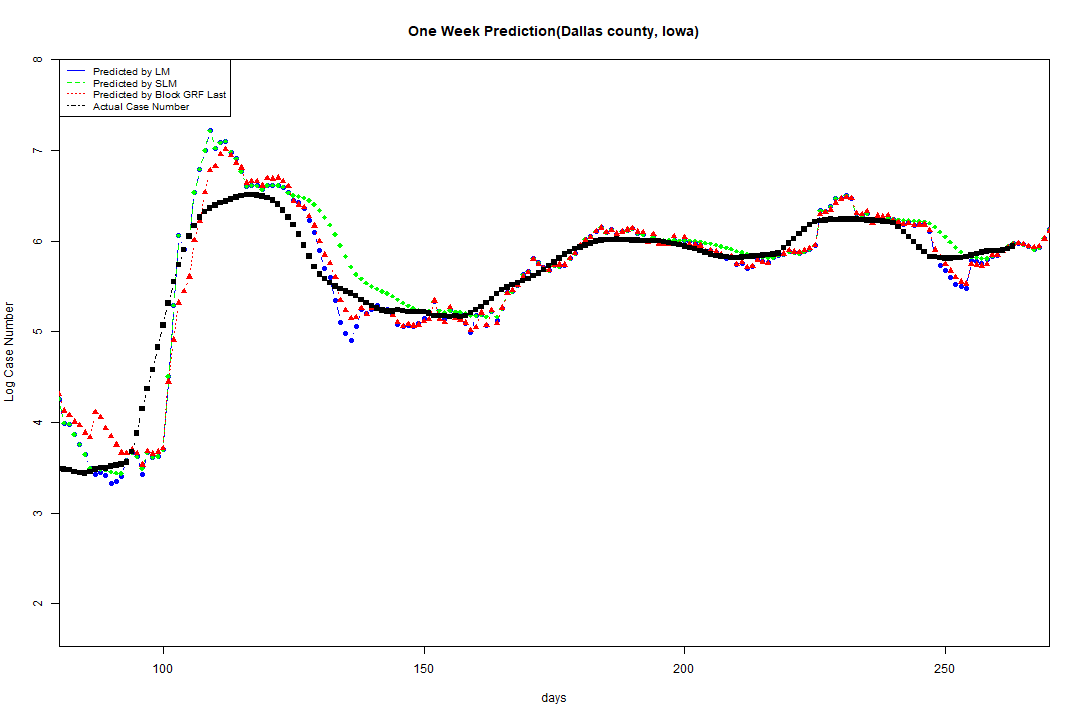 One Week Prediction(Dallas county, Iowa)
Predicted by LM
Predicted by SLM
Predicted by Block GRF Last
Actual Case Number
8
7
6
5
4
3
2
Log Case Number
100 150 200 250
days